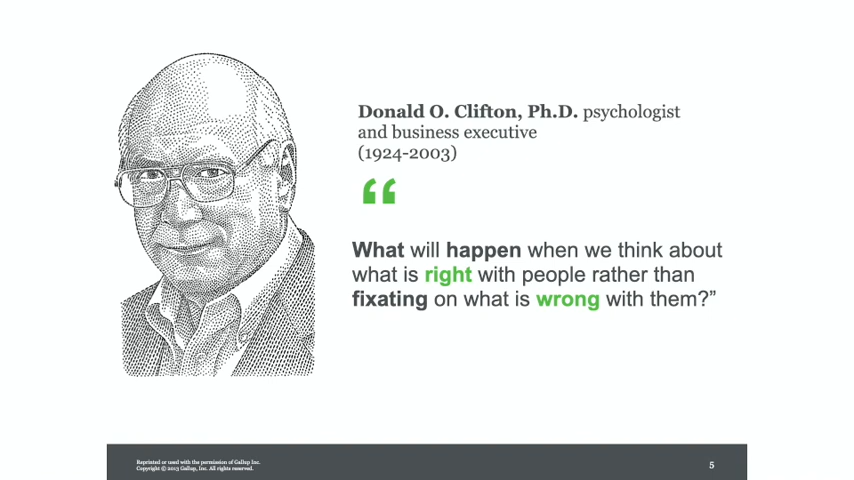 Donald O. Clifton, Ph.D. psychologist
and business executive
(1924-2003)
“
What will happen when we think about
what is right with people rather than
fixating on what is wrong with them?”
Reprinted or used with the permission of Gallup Inc.
Copyright © 2013 Gallup, Inc. All rights reserved.
5